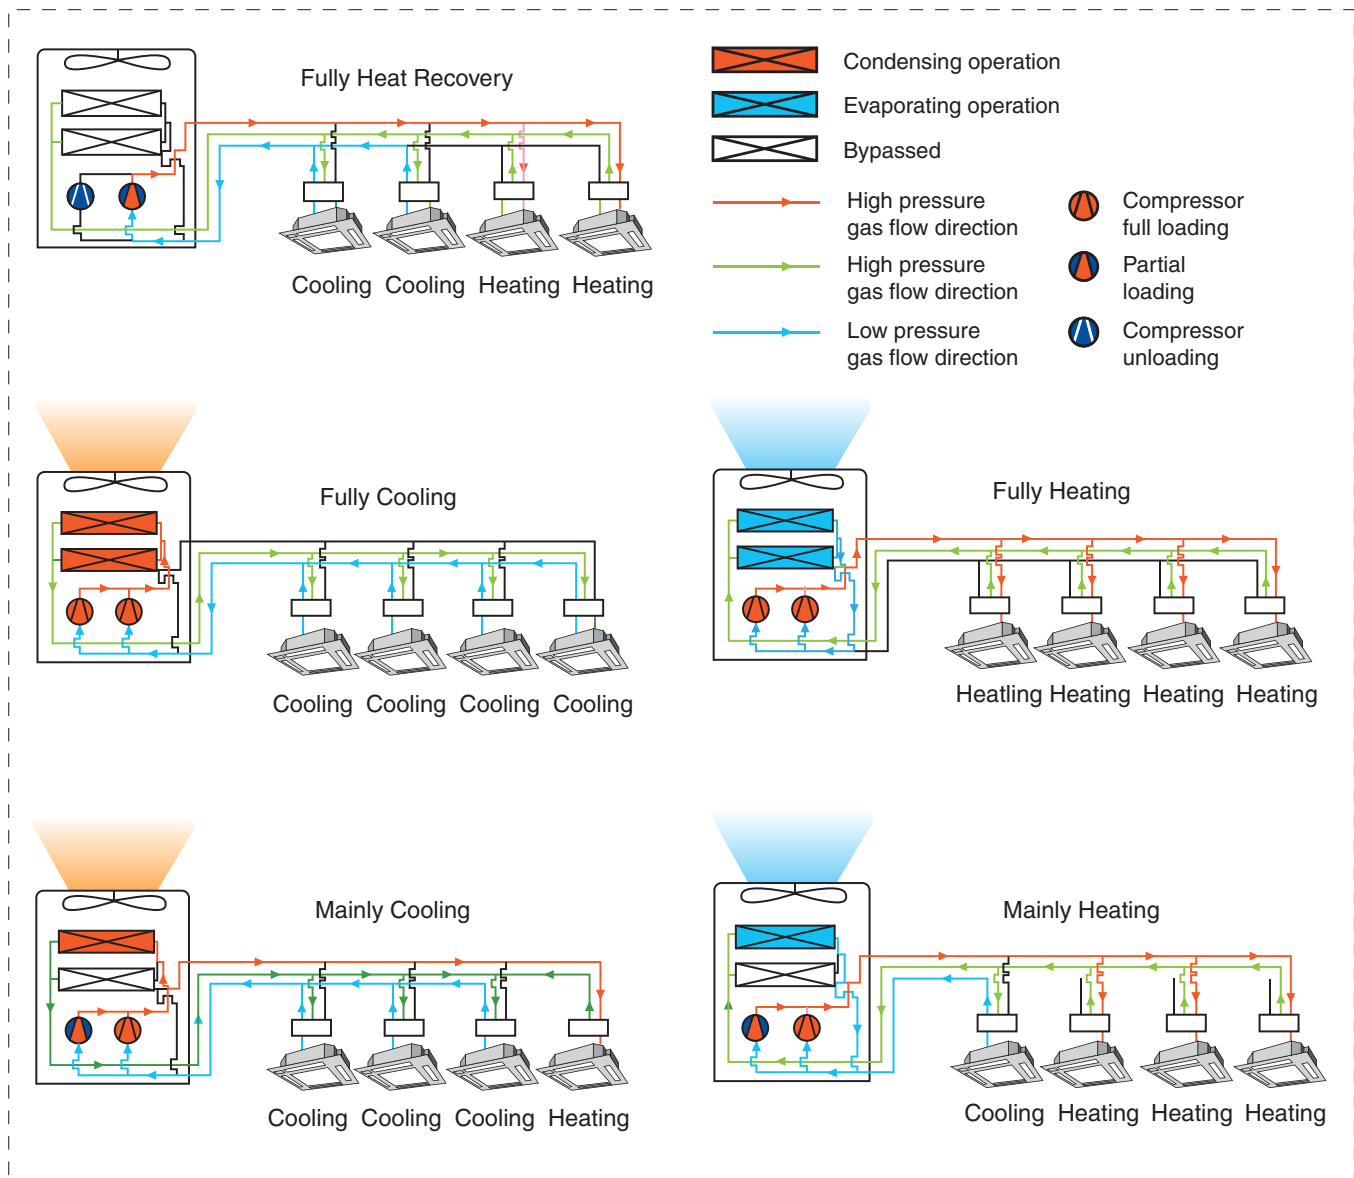 Fully Heat Recovery
Cooling Cooling Heating Heating
Condensing operation
Evaporating operation
Bypassed
High pressure
gas flow direction
High pressure
gas flow direction
Low pressure
gas flow direction
Compressor
full loading
Partial
loading
Compressor
unloading
Fully Cooling
Cooling Cooling Cooling Cooling
Fully Heating
Heatling Heating Heating Heating
Mainly Cooling
Cooling Cooling Cooling Heating
Mainly Heating
Cooling Heating Heating Heating